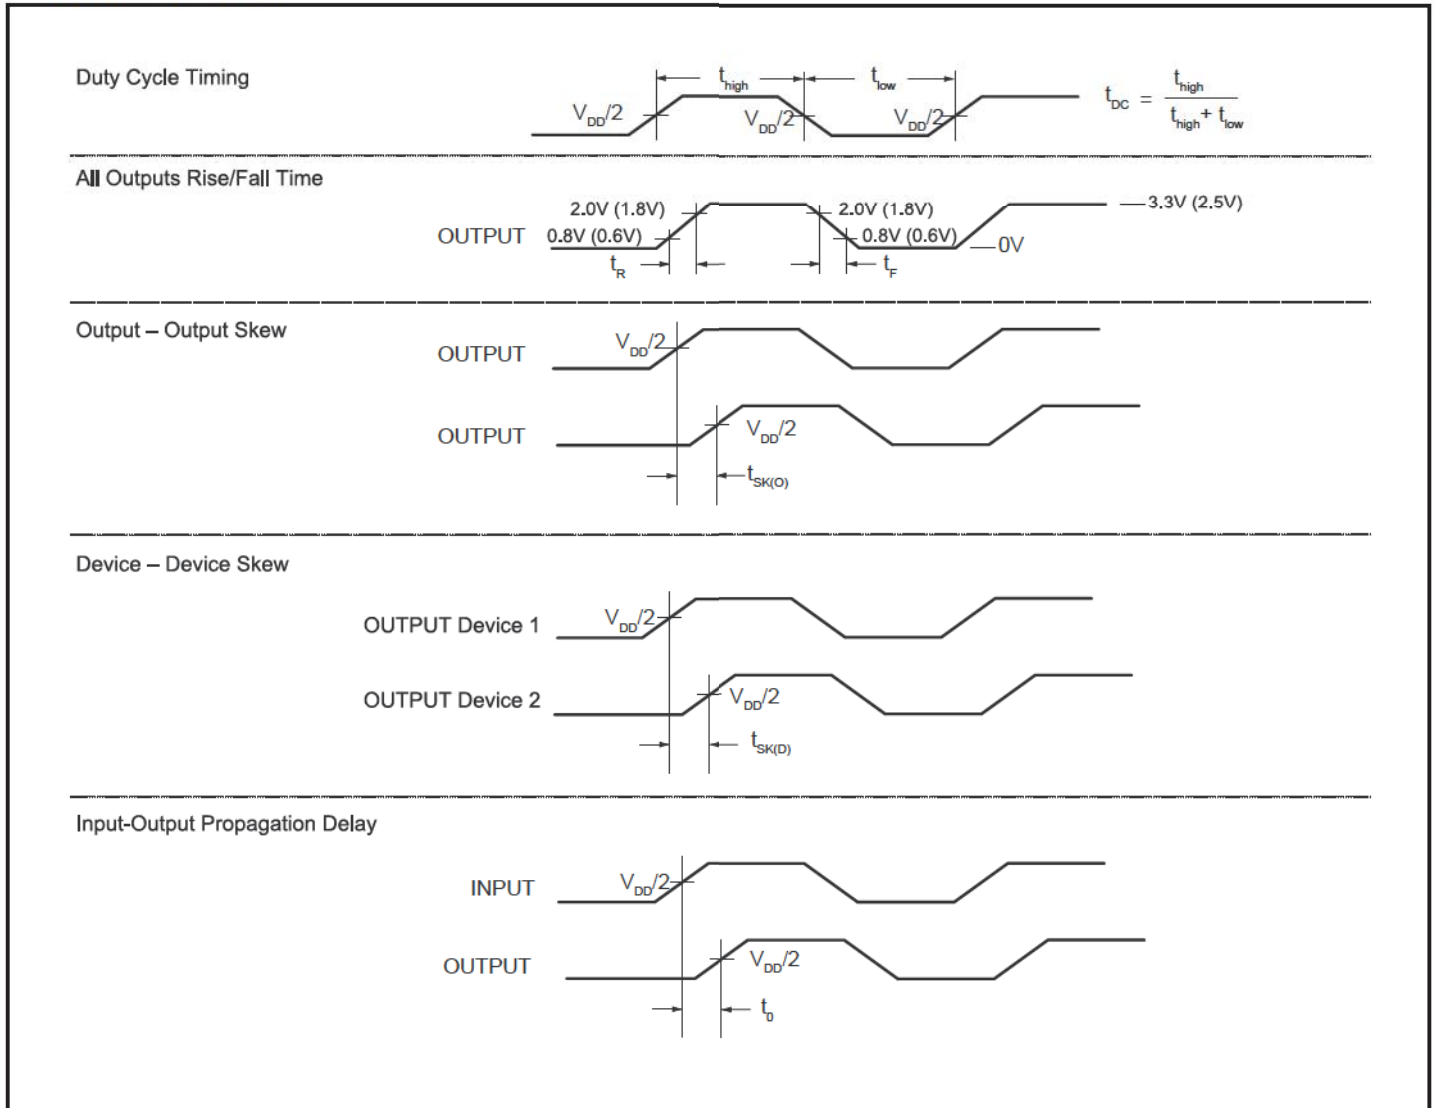 Duty Cycle Timing
t_high t_low
V_DD/2 V_DD/2 V_DD/2
t_DC = t_high / t_high + t_low
All Outputs Rise/Fall Time
2.0V (1.8V) 2.0V (1.8V) 3.3V (2.5V)
OUTPUT 0.8V (0.6V) 0.8V (0.6V) 0V
t_R t_F
Output – Output Skew
OUTPUT V_DD/2
OUTPUT V_DD/2
t_SK(O)
Device – Device Skew
OUTPUT Device 1 V_DD/2
OUTPUT Device 2 V_DD/2
t_SK(D)
Input-Output Propagation Delay
INPUT V_DD/2
OUTPUT V_DD/2
t_0